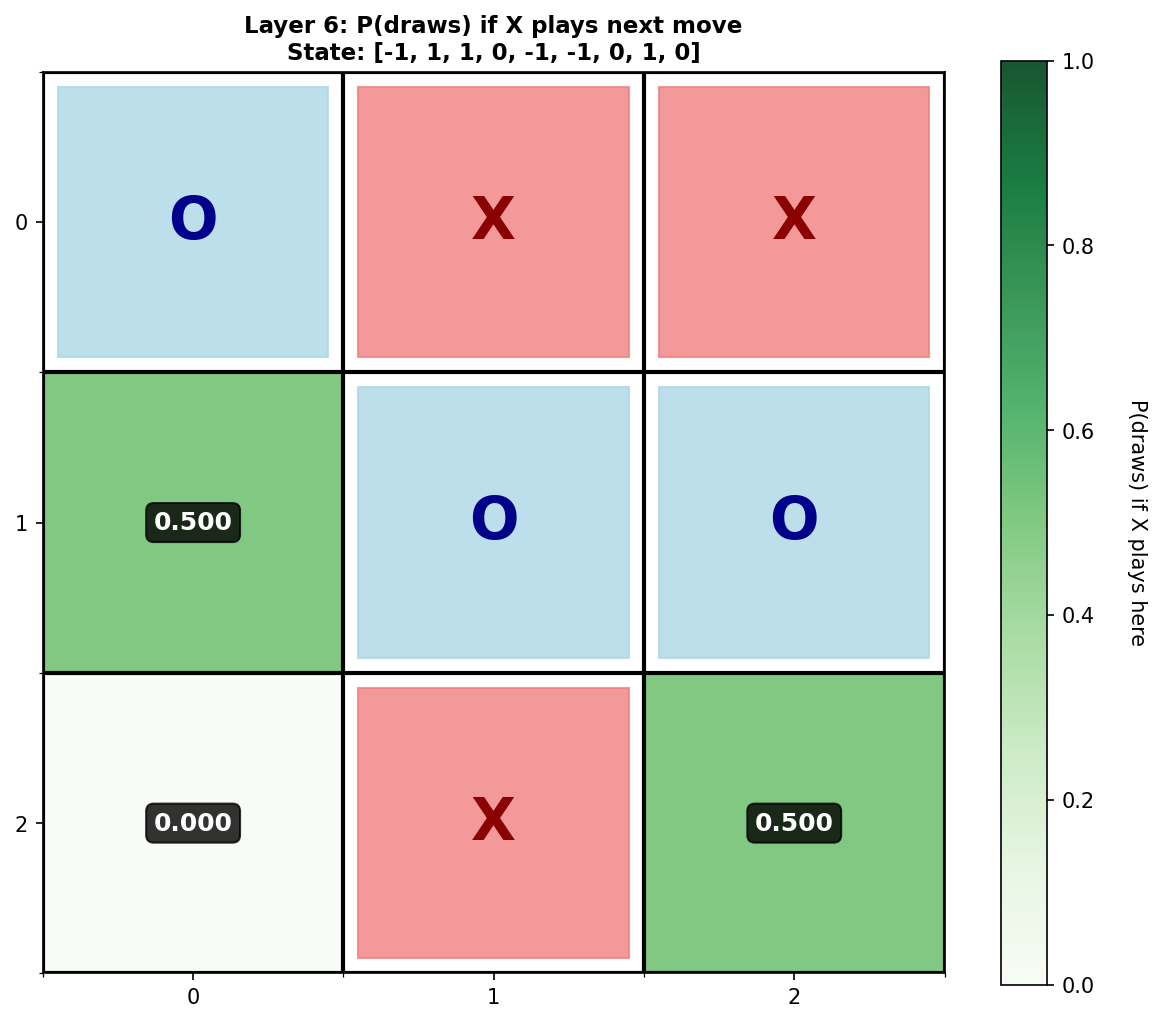 Layer 6: P(draws) if X plays next move
State: [-1, 1, 1, 0, -1, -1, 0, 1, 0]
0 O X X
1 0.500 O O
2 0.000 X 0.500
0 1 2
1.0
0.8
0.6
0.4
0.2
0.0
P(draws) if X plays here